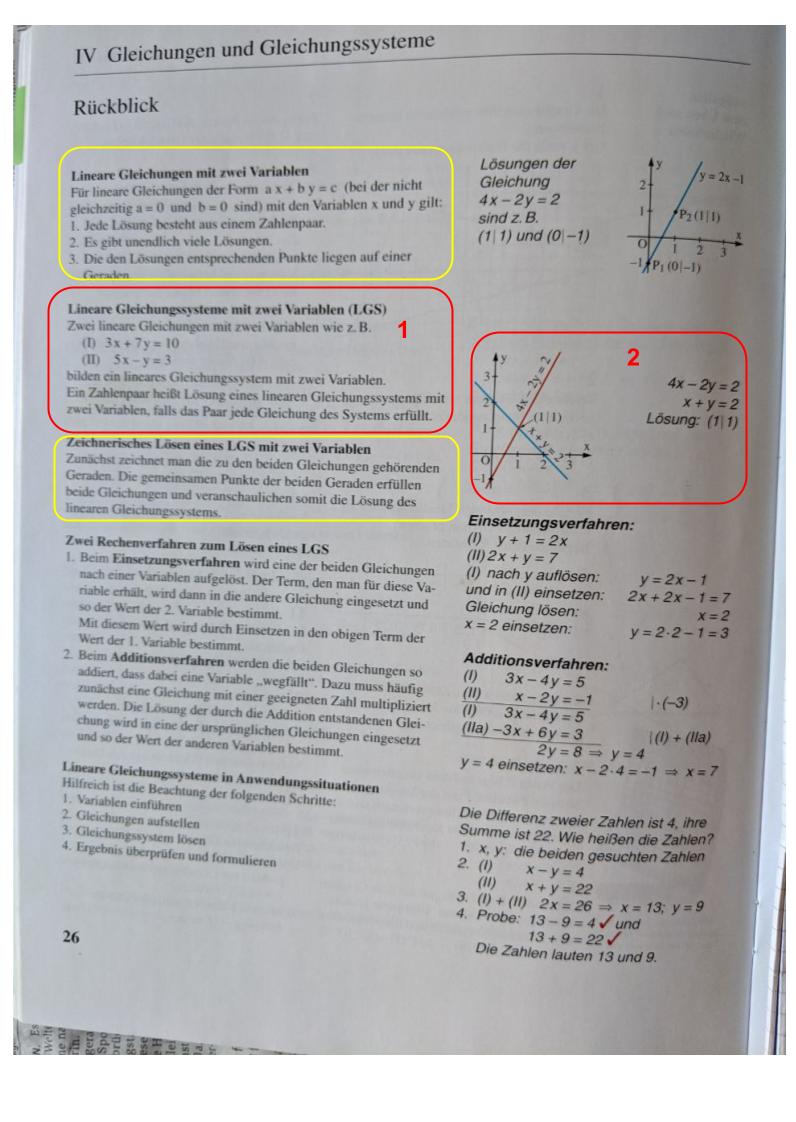 IV Gleichungen und Gleichungssysteme
Rückblick
Lineare Gleichungen mit zwei Variablen
Für lineare Gleichungen der Form a x + b y = c (bei der nicht
gleichzeitig a = 0 und b = 0 sind) mit den Variablen x und y gilt:
1. Jede Lösung besteht aus einem Zahlenpaar.
2. Es gibt unendlich viele Lösungen.
3. Die den Lösungen entsprechenden Punkte liegen auf einer
Geraden
Lösungen der
Gleichung
4x – 2y = 2
sind z. B.
(1|1) und (0|–1)
y
y = 2x –1
2
1
P₂(1|1)
x
O
1 2 3
–1
P₁(0|–1)
Lineare Gleichungssysteme mit zwei Variablen (LGS)
Zwei lineare Gleichungen mit zwei Variablen wie z. B.
1
(I) 3x + 7y = 10
(II) 5x – y = 3
bilden ein lineares Gleichungssystem mit zwei Variablen.
Ein Zahlenpaar heißt Lösung eines linearen Gleichungssystems mit
zwei Variablen, falls das Paar jede Gleichung des Systems erfüllt.
2
y
3
4x – 2y = 2
2
1
(1|1)
x + y = 2
x
O
1 2 3
–1
4x – 2y = 2
x + y = 2
Lösung: (1|1)
Zeichnerisches Lösen eines LGS mit zwei Variablen
Zunächst zeichnet man die zu den beiden Gleichungen gehörenden
Geraden. Die gemeinsamen Punkte der beiden Geraden erfüllen
beide Gleichungen und veranschaulichen somit die Lösung des
linearen Gleichungssystems.
Zwei Rechenverfahren zum Lösen eines LGS
1. Beim Einsetzungsverfahren wird eine der beiden Gleichungen
nach einer Variablen aufgelöst. Der Term, den man für diese Va-
riable erhält, wird dann in die andere Gleichung eingesetzt und
so der Wert der 2. Variable bestimmt.
Mit diesem Wert wird durch Einsetzen in den obigen Term der
Wert der 1. Variable bestimmt.
2. Beim Additionsverfahren werden die beiden Gleichungen so
addiert, dass dabei eine Variable „wegfällt“. Dazu muss häufig
zunächst eine Gleichung mit einer geeigneten Zahl multipliziert
werden. Die Lösung der durch die Addition entstandenen Glei-
chung wird in eine der ursprünglichen Gleichungen eingesetzt
und so der Wert der anderen Variablen bestimmt.
Einsetzungsverfahren:
(I) y + 1 = 2x
(II) 2x + y = 7
(I) nach y auflösen: y = 2x – 1
und in (II) einsetzen: 2x + 2x – 1 = 7
Gleichung lösen: x = 2
x = 2 einsetzen: y = 2·2 – 1 = 3
Additionsverfahren:
(I) 3x – 4y = 5
(II) x – 2y = –1 |·(–3)
(I) 3x – 4y = 5
(IIa) –3x + 6y = 3 |(I) + (IIa)
2y = 8 ⇒ y = 4
y = 4 einsetzen: x – 2·4 = –1 ⇒ x = 7
Lineare Gleichungssysteme in Anwendungssituationen
Hilfreich ist die Beachtung der folgenden Schritte:
1. Variablen einführen
2. Gleichungen aufstellen
3. Gleichungssystem lösen
4. Ergebnis überprüfen und formulieren
Die Differenz zweier Zahlen ist 4, ihre
Summe ist 22. Wie heißen die Zahlen?
1. x, y: die beiden gesuchten Zahlen
2. (I) x – y = 4
(II) x + y = 22
3. (I) + (II) 2x = 26 ⇒ x = 13; y = 9
4. Probe: 13 – 9 = 4 ✓ und
13 + 9 = 22 ✓
Die Zahlen lauten 13 und 9.
26